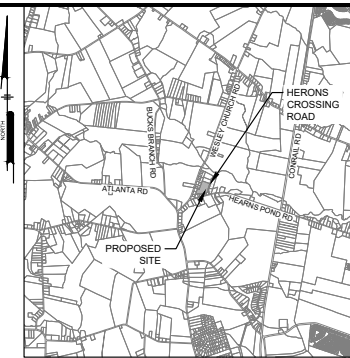 NORTH
HERONS
CROSSING
ROAD
WESLEY CHURCH RD
BUCKS BRANCH RD
CONRAIL RD
ATLANTA RD
HEARNS POND RD
PROPOSED
SITE